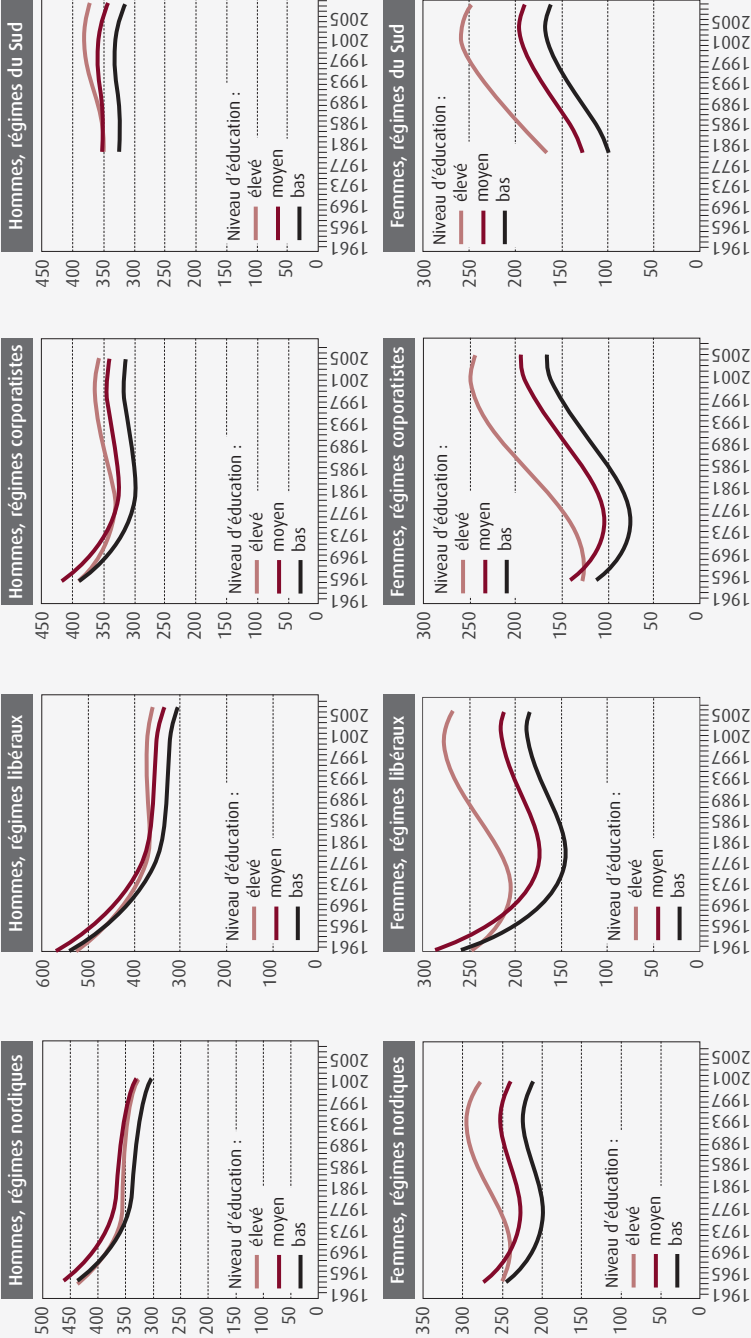 Hommes, régimes nordiques
500
450
400
350
300
250
200
150
100
50
0
Niveau d'éducation :
élevé
moyen
bas
1961 1965 1969 1973 1977 1981 1985 1989 1993 1997 2001 2005
Hommes, régimes libéraux
600
500
400
300
200
100
0
Niveau d'éducation :
élevé
moyen
bas
1961 1965 1969 1973 1977 1981 1985 1989 1993 1997 2001 2005
Hommes, régimes corporatistes
450
400
350
300
250
200
150
100
50
0
Niveau d'éducation :
élevé
moyen
bas
1961 1965 1969 1973 1977 1981 1985 1989 1993 1997 2001 2005
Hommes, régimes du Sud
450
400
350
300
250
200
150
100
50
0
Niveau d'éducation :
élevé
moyen
bas
1961 1965 1969 1973 1977 1981 1985 1989 1993 1997 2001 2005
Femmes, régimes nordiques
350
300
250
200
150
100
50
0
Niveau d'éducation :
élevé
moyen
bas
1961 1965 1969 1973 1977 1981 1985 1989 1993 1997 2001 2005
Femmes, régimes libéraux
300
250
200
150
100
50
0
Niveau d'éducation :
élevé
moyen
bas
1961 1965 1969 1973 1977 1981 1985 1989 1993 1997 2001 2005
Femmes, régimes corporatistes
300
250
200
150
100
50
0
Niveau d'éducation :
élevé
moyen
bas
1961 1965 1969 1973 1977 1981 1985 1989 1993 1997 2001 2005
Femmes, régimes du Sud
300
250
200
150
100
50
0
Niveau d'éducation :
élevé
moyen
bas
1961 1965 1969 1973 1977 1981 1985 1989 1993 1997 2001 2005